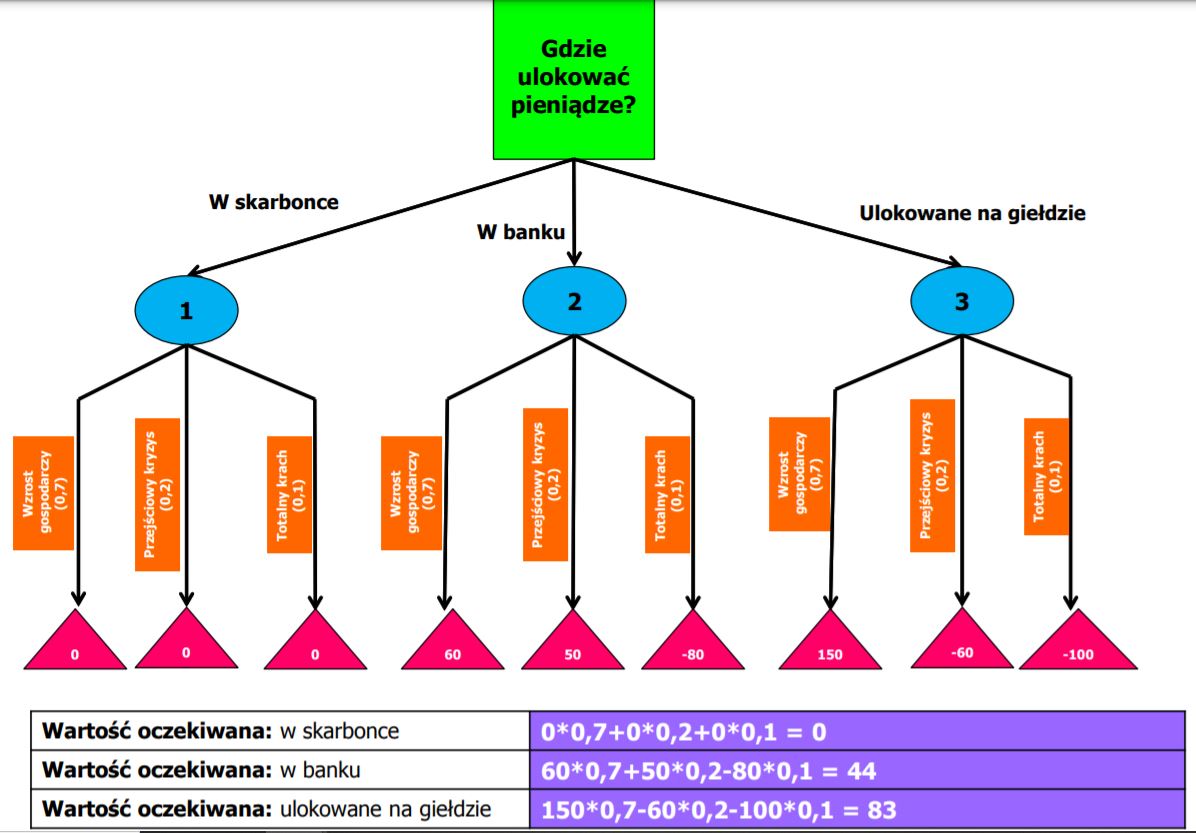 Gdzie
ulokować
pieniądze?
W skarbonce
W banku
Ulokowane na giełdzie
1
2
3
Wzrost
gospodarczy
(0,7)
Przejściowy kryzys
(0,2)
Totalny krach
(0,1)
Wzrost
gospodarczy
(0,7)
Przejściowy kryzys
(0,2)
Totalny krach
(0,1)
Wzrost
gospodarczy
(0,7)
Przejściowy kryzys
(0,2)
Totalny krach
(0,1)
0
0
0
60
50
-80
150
-60
-100
Wartość oczekiwana: w skarbonce
0*0,7+0*0,2+0*0,1 = 0
Wartość oczekiwana: w banku
60*0,7+50*0,2-80*0,1 = 44
Wartość oczekiwana: ulokowane na giełdzie
150*0,7-60*0,2-100*0,1 = 83